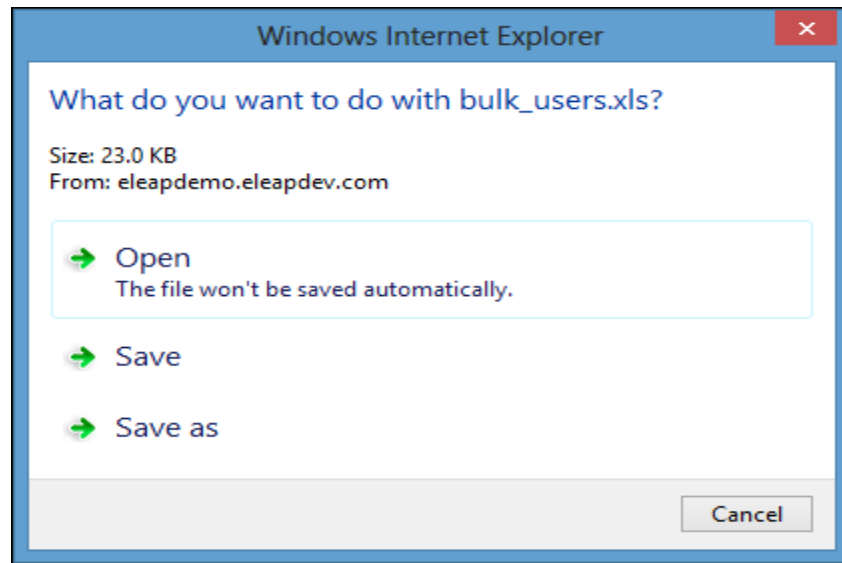 Windows Internet Explorer
What do you want to do with bulk_users.xls?
Size: 23.0 KB
From: eleapdemo.eleapdev.com
Open
The file won't be saved automatically.
Save
Save as
Cancel